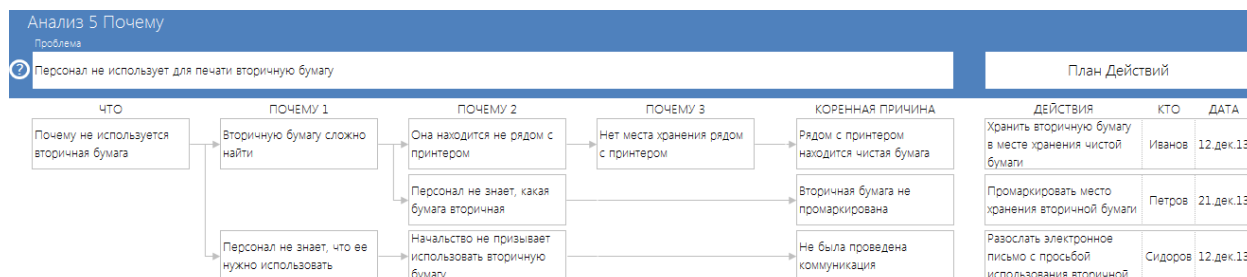 Анализ 5 Почему
Проблема
Персонал не использует для печати вторичную бумагу
План Действий
ЧТО ПОЧЕМУ 1 ПОЧЕМУ 2 ПОЧЕМУ 3 КОРЕННАЯ ПРИЧИНА ДЕЙСТВИЯ КТО ДАТА
Почему не используется
вторичная бумага
Вторичную бумагу сложно
найти
Она находится не рядом с
принтером
Нет места хранения рядом
с принтером
Рядом с принтером
находится чистая бумага
Хранить вторичную бумагу
в месте хранения чистой
бумаги
Иванов
12.дек.13
Персонал не знает, какая
бумага вторичная
Вторичная бумага не
промаркирована
Промаркировать место
хранения вторичной бумаги
Петров
21.дек.13
Персонал не знает, что ее
нужно использовать
Начальство не призывает
использовать вторичную
бумагу
Не была проведена
коммуникация
Разослать электронное
письмо с просьбой
использования вторичной
Сидоров
12.дек.13